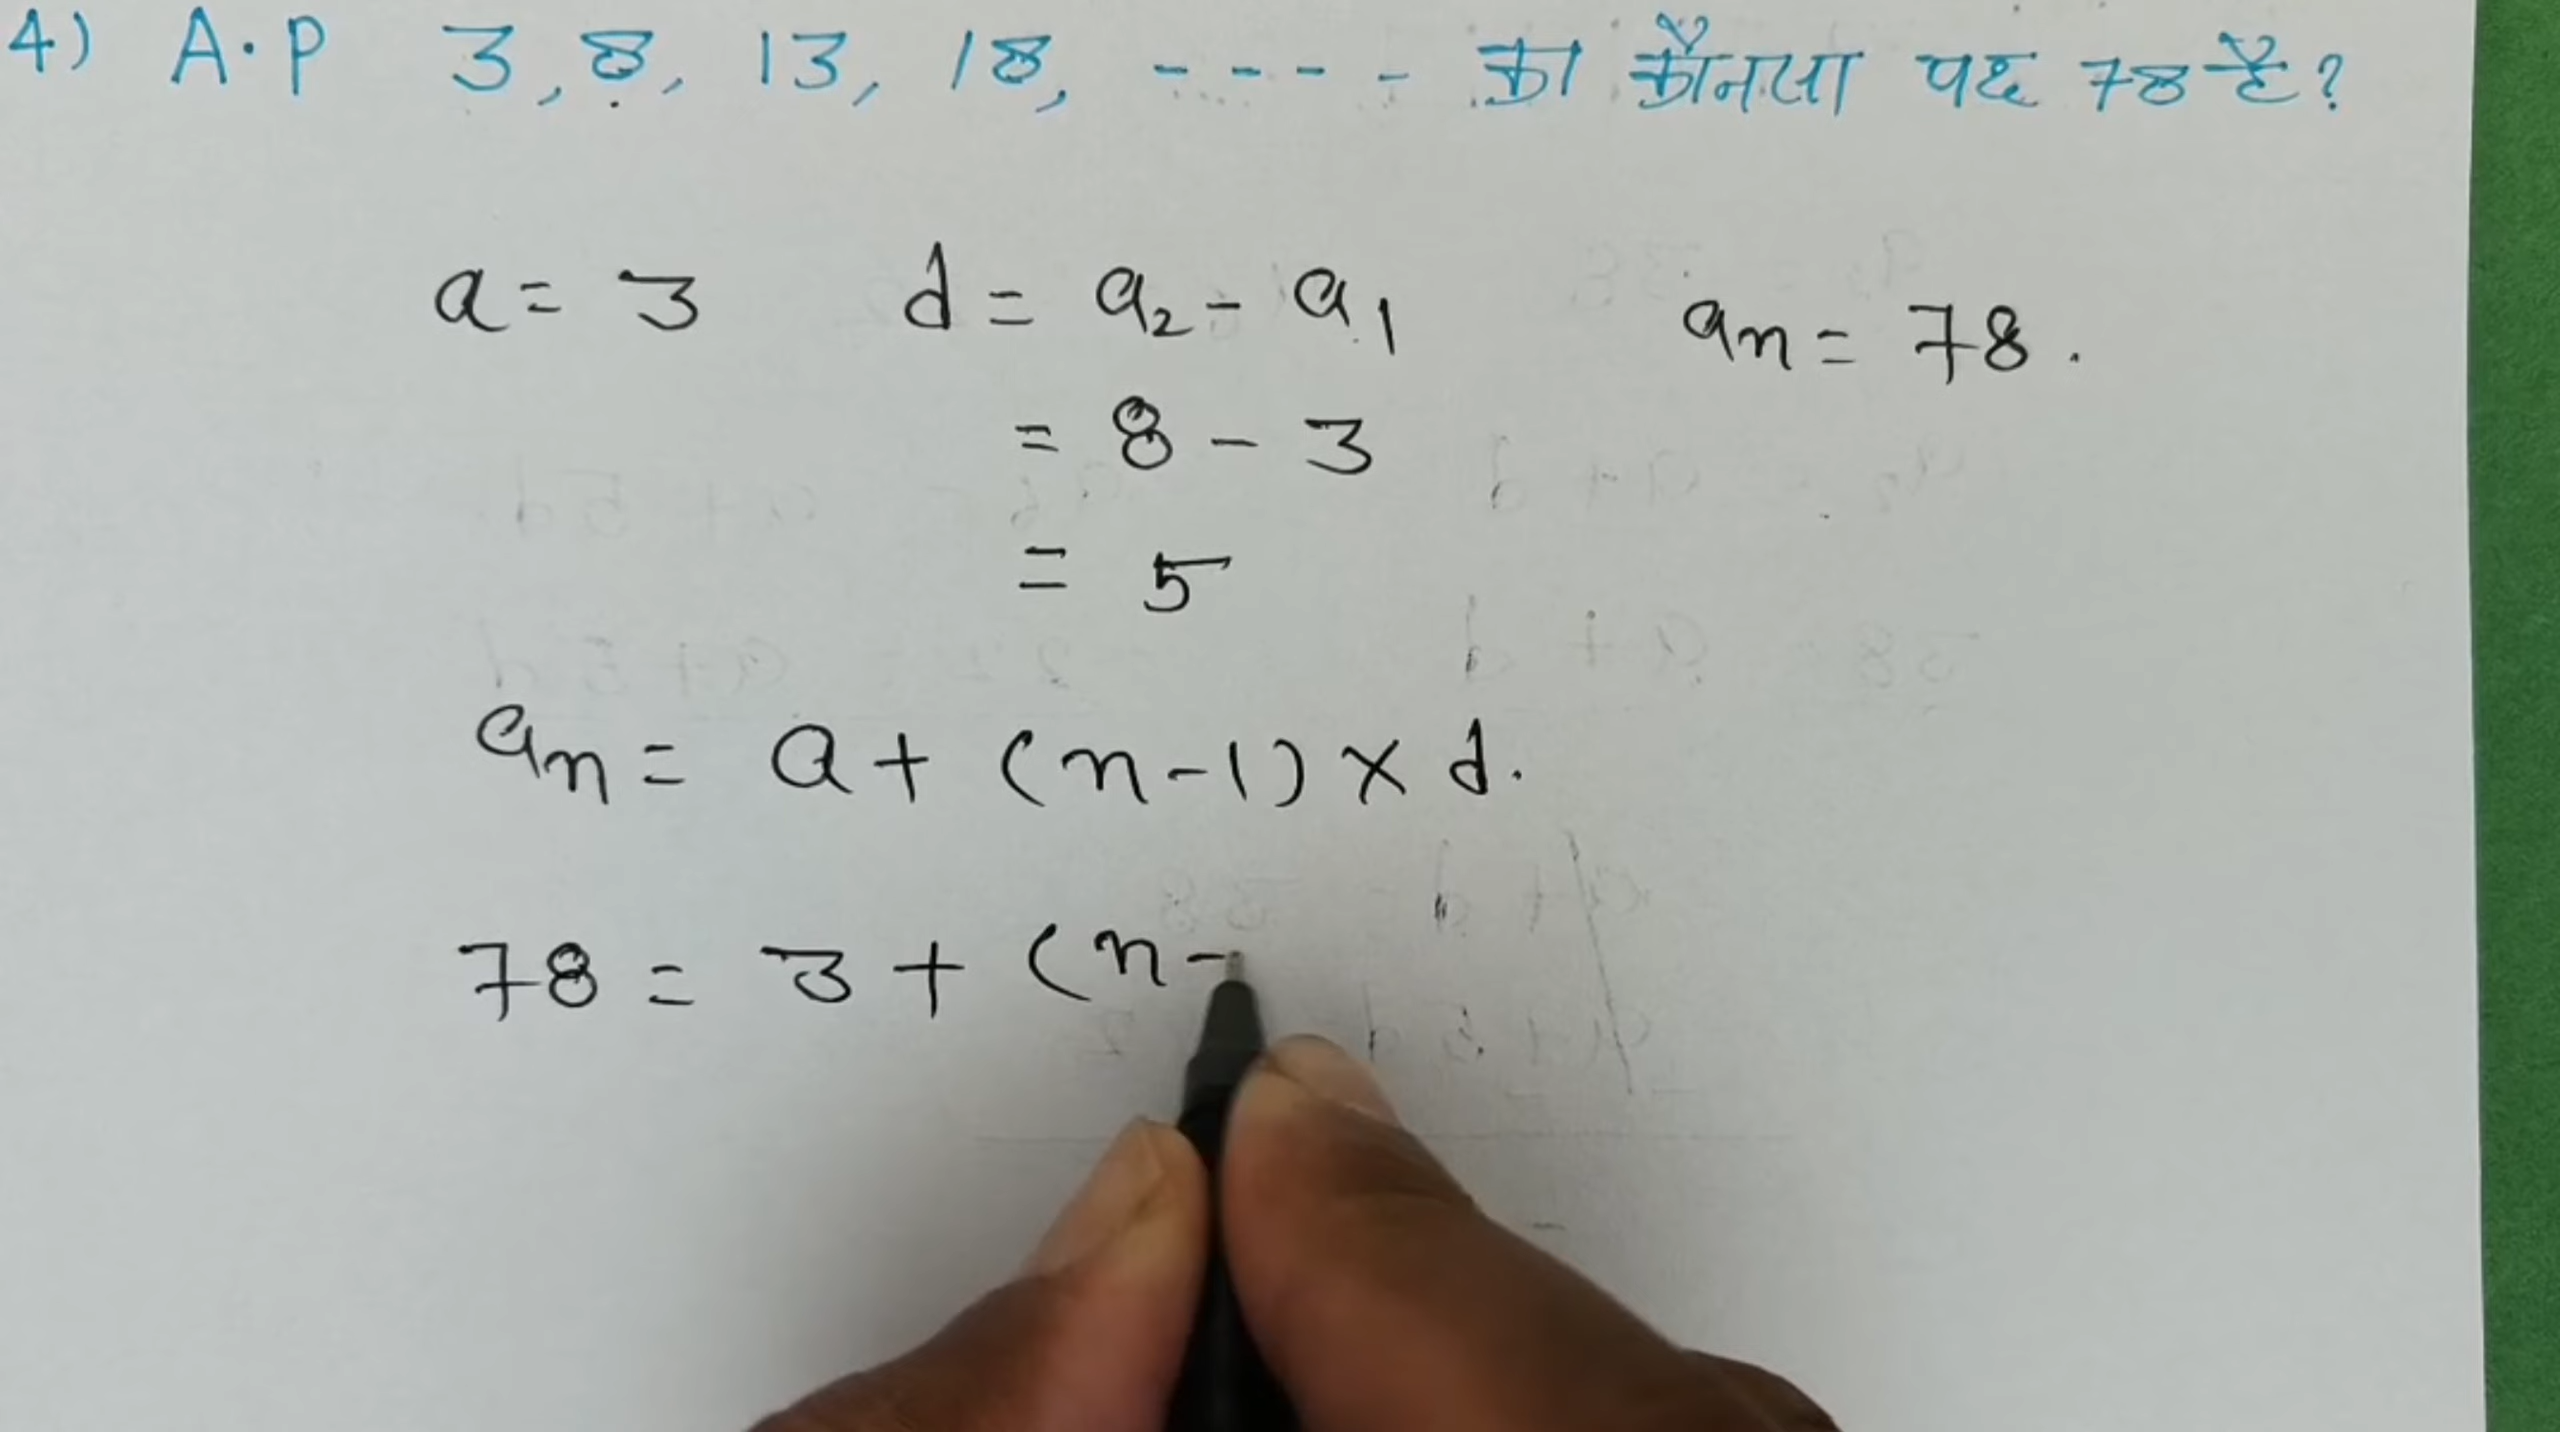 4) A.P 3, 8, 13, 18, ---- का कौनसा पद 78 है?
a = 3 d = a₂ - a₁ aₙ = 78.
= 8 - 3
= 5
aₙ = a + (n-1) × d.
78 = 3 + (n -